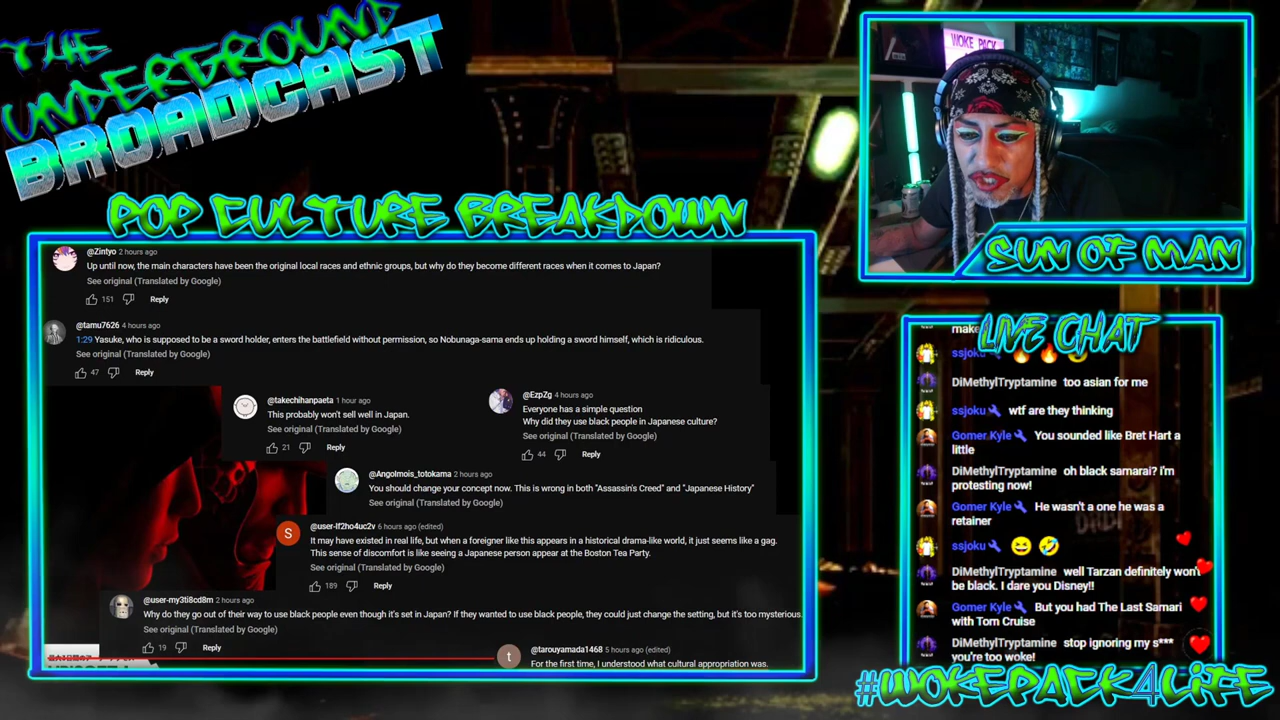 THE
UNDERGROUND
BROADCAST
POP CULTURE BREAKDOWN
@Zintyo 2 hours ago
Up until now, the main characters have been the original local races and ethnic groups, but why do they become different races when it comes to Japan?
See original (Translated by Google)
151 Reply
@tamu7626 4 hours ago
1:29 Yasuke, who is supposed to be a sword holder, enters the battlefield without permission, so Nobunaga-sama ends up holding a sword himself, which is ridiculous.
See original (Translated by Google)
47 Reply
@takechihanpaeta 1 hour ago
This probably won't sell well in Japan.
See original (Translated by Google)
21 Reply
@EzpZg 4 hours ago
Everyone has a simple question
Why did they use black people in Japanese culture?
See original (Translated by Google)
44 Reply
@Angolmois_totokama 2 hours ago
You should change your concept now. This is wrong in both "Assassin's Creed" and "Japanese History"
See original (Translated by Google)
S
@user-lf2ho4uc2v 6 hours ago (edited)
It may have existed in real life, but when a foreigner like this appears in a historical drama-like world, it just seems like a gag.
This sense of discomfort is like seeing a Japanese person appear at the Boston Tea Party.
See original (Translated by Google)
189 Reply
@user-my3ti8cd8m 2 hours ago
Why do they go out of their way to use black people even though it's set in Japan? If they wanted to use black people, they could just change the setting, but it's too mysterious.
See original (Translated by Google)
19 Reply
t
@tarouyamada1468 5 hours ago (edited)
For the first time, I understood what cultural appropriation was.
WOKE PACK
SUN OF MAN
LIVE CHAT
make
ssjoku
DiMethylTryptamine too asian for me
ssjoku wtf are they thinking
Gomer Kyle You sounded like Bret Hart a
little
DiMethylTryptamine oh black samarai? i'm
protesting now!
Gomer Kyle He wasn't a one he was a
retainer
ssjoku
DiMethylTryptamine well Tarzan definitely won't
be black. I dare you Disney!!
Gomer Kyle But you had The Last Samari
with Tom Cruise
DiMethylTryptamine stop ignoring my s***
you're too woke!
#WOKEPACK4LIFE